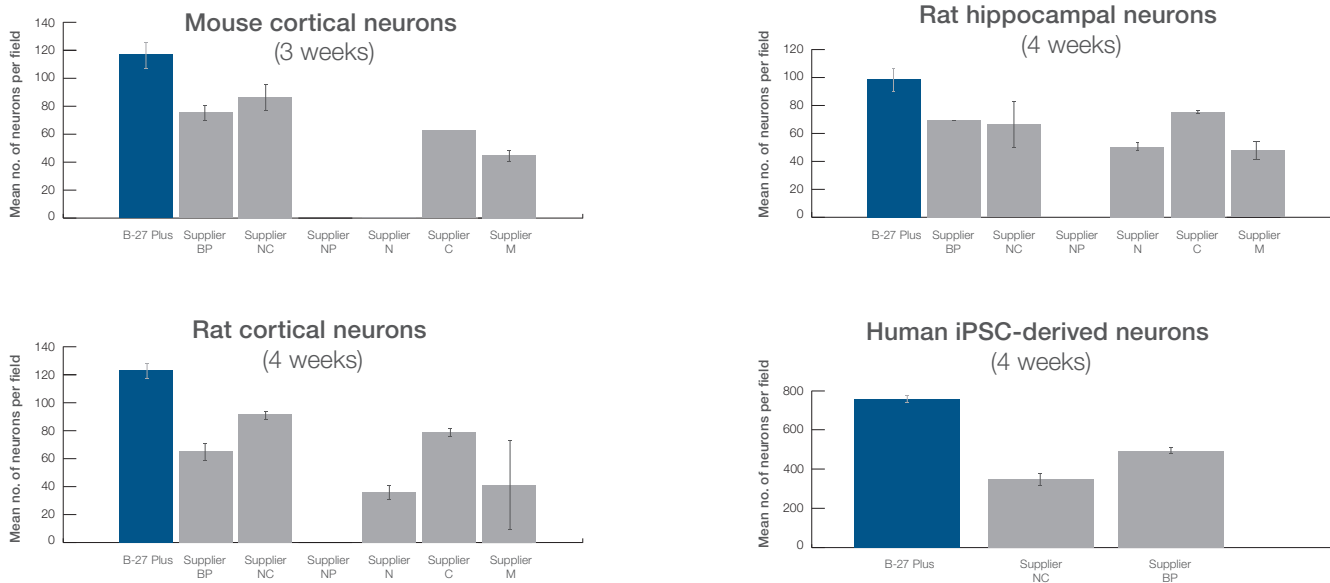 Mouse cortical neurons
(3 weeks)
Mean no. of neurons per field
140
120
100
80
60
40
20
0
B-27 Plus
Supplier
BP
Supplier
NC
Supplier
NP
Supplier
N
Supplier
C
Supplier
M
Rat hippocampal neurons
(4 weeks)
Mean no. of neurons per field
120
100
80
60
40
20
0
B-27 Plus
Supplier
BP
Supplier
NC
Supplier
NP
Supplier
N
Supplier
C
Supplier
M
Rat cortical neurons
(4 weeks)
Mean no. of neurons per field
140
120
100
80
60
40
20
0
B-27 Plus
Supplier
BP
Supplier
NC
Supplier
NP
Supplier
N
Supplier
C
Supplier
M
Human iPSC-derived neurons
(4 weeks)
Mean no. of neurons per field
800
600
400
200
0
B-27 Plus
Supplier
NC
Supplier
BP